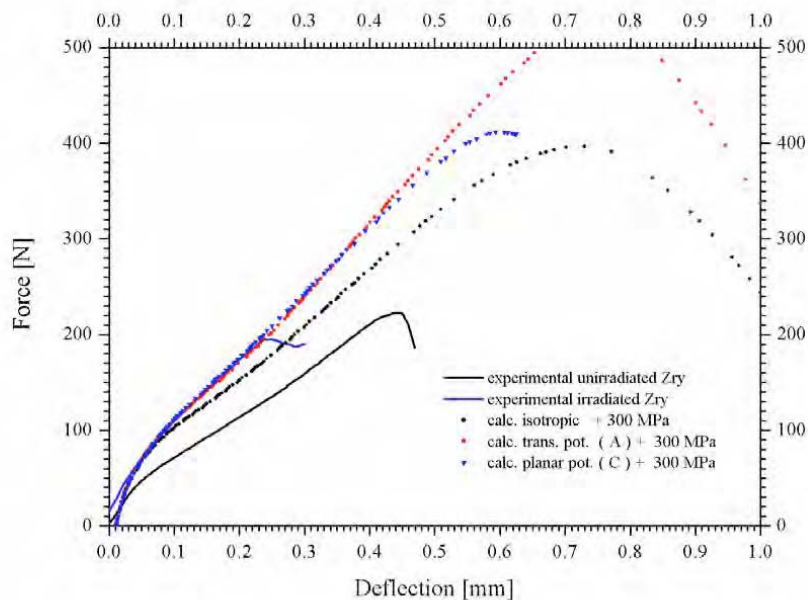 0.0 0.1 0.2 0.3 0.4 0.5 0.6 0.7 0.8 0.9 1.0
500 500
400 400
300 300
200 200
100 100
0 0
Force [N]
experimental unirradiated Zry
experimental irradiated Zry
calc. isotropic + 300 MPa
calc. trans. pot. ( A ) + 300 MPa
calc. planar pot. ( C ) + 300 MPa
0.0 0.1 0.2 0.3 0.4 0.5 0.6 0.7 0.8 0.9 1.0
Deflection [mm]